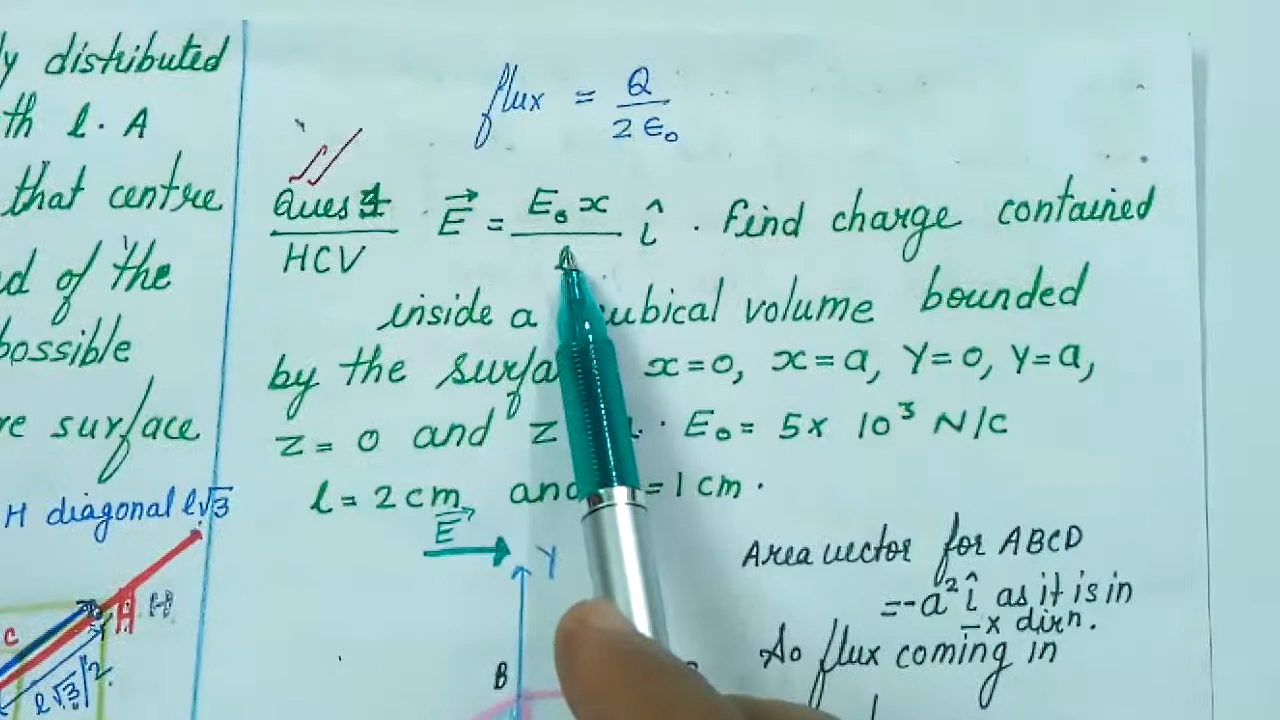 y distributed
th l. A
that centre
d of the
possible
re surface
H diagonal l√3
C
H
H
l√3/2
flux = Q / 2ϵ₀
Ques 1 / HCV
E⃗ = E₀x / l î . Find charge contained
inside a cubical volume bounded
by the surfa x=0, x=a, Y=0, Y=a,
Z=0 and Z . E₀ = 5x 10³ N/C
l = 2cm and =1cm.
E⃗
Y
B
Area vector for ABCD
=-a² î as it is in
-x dirⁿ.
So flux coming in